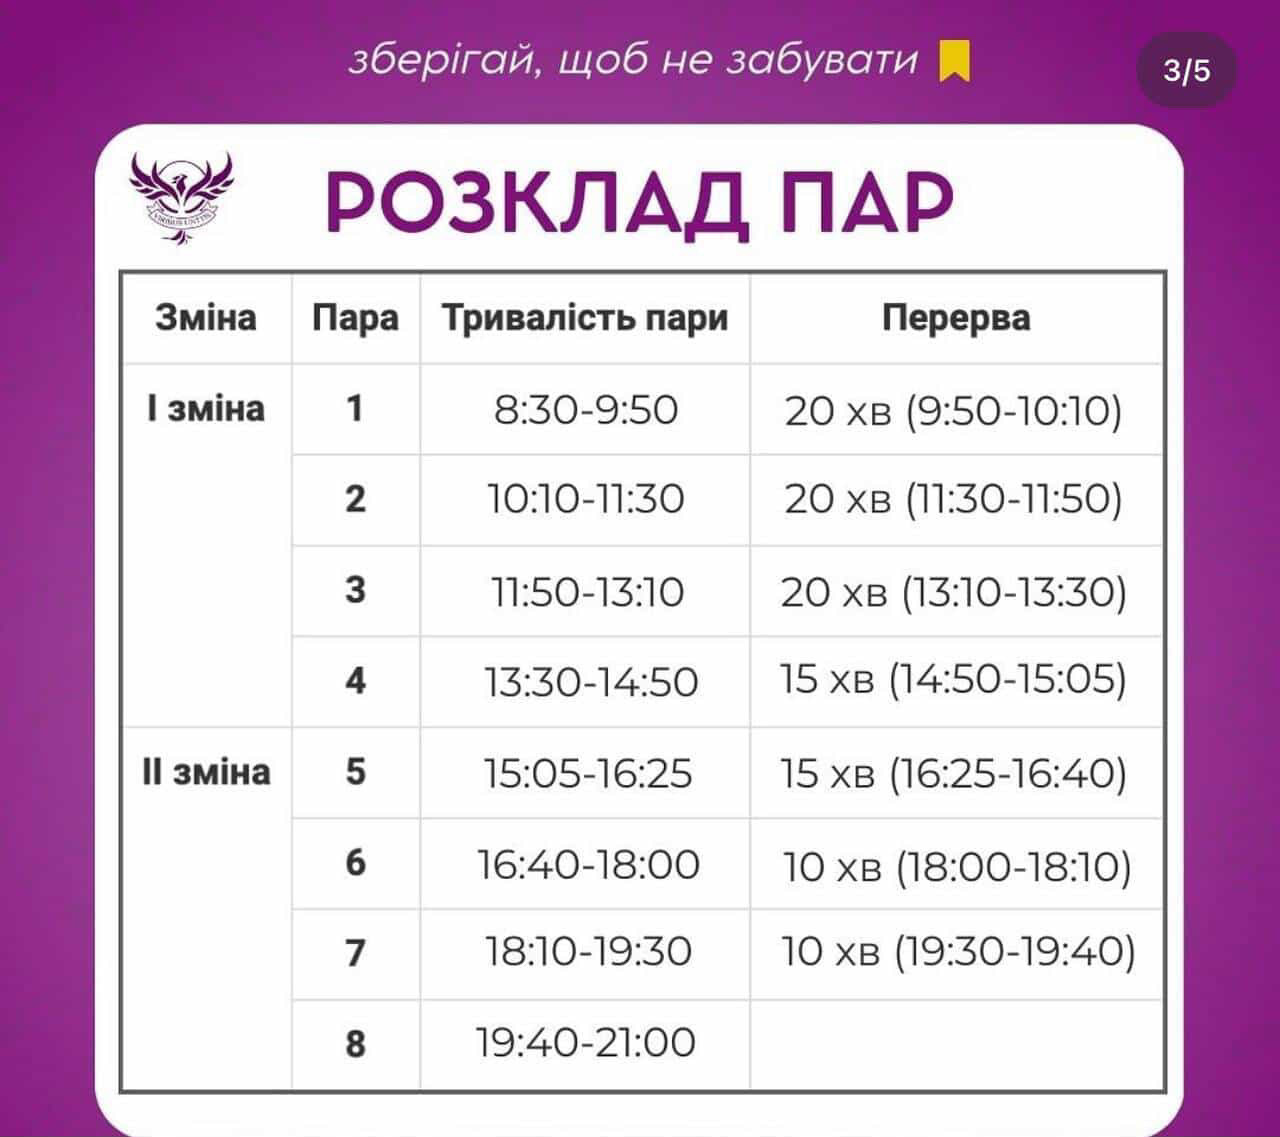 зберігай, щоб не забувати
3/5
VIRIBUS UNITIS
РОЗКЛАД ПАР
Зміна Пара Тривалість пари Перерва
I зміна 1 8:30-9:50 20 хв (9:50-10:10)
2 10:10-11:30 20 хв (11:30-11:50)
3 11:50-13:10 20 хв (13:10-13:30)
4 13:30-14:50 15 хв (14:50-15:05)
II зміна 5 15:05-16:25 15 хв (16:25-16:40)
6 16:40-18:00 10 хв (18:00-18:10)
7 18:10-19:30 10 хв (19:30-19:40)
8 19:40-21:00